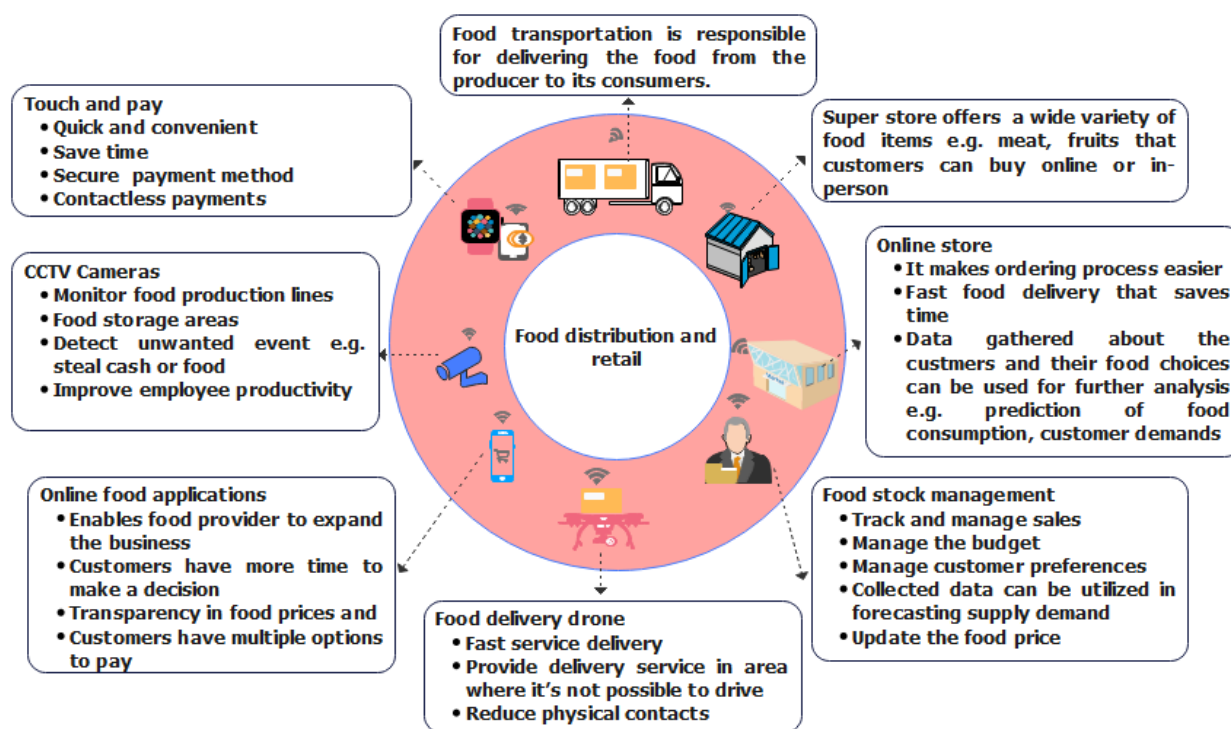 Food transportation is responsible
for delivering the food from the
producer to its consumers.
Touch and pay
• Quick and convenient
• Save time
• Secure payment method
• Contactless payments
Super store offers a wide variety of
food items e.g. meat, fruits that
customers can buy online or in-
person
CCTV Cameras
• Monitor food production lines
• Food storage areas
• Detect unwanted event e.g.
steal cash or food
• Improve employee productivity
Food distribution and
retail
Online store
• It makes ordering process easier
• Fast food delivery that saves
time
• Data gathered about the
custmers and their food choices
can be used for further analysis
e.g. prediction of food
consumption, customer demands
Online food applications
• Enables food provider to expand
the business
• Customers have more time to
make a decision
• Transparency in food prices and
• Customers have multiple options
to pay
Food delivery drone
• Fast service delivery
• Provide delivery service in area
where it’s not possible to drive
• Reduce physical contacts
Food stock management
• Track and manage sales
• Manage the budget
• Manage customer preferences
• Collected data can be utilized in
forecasting supply demand
• Update the food price